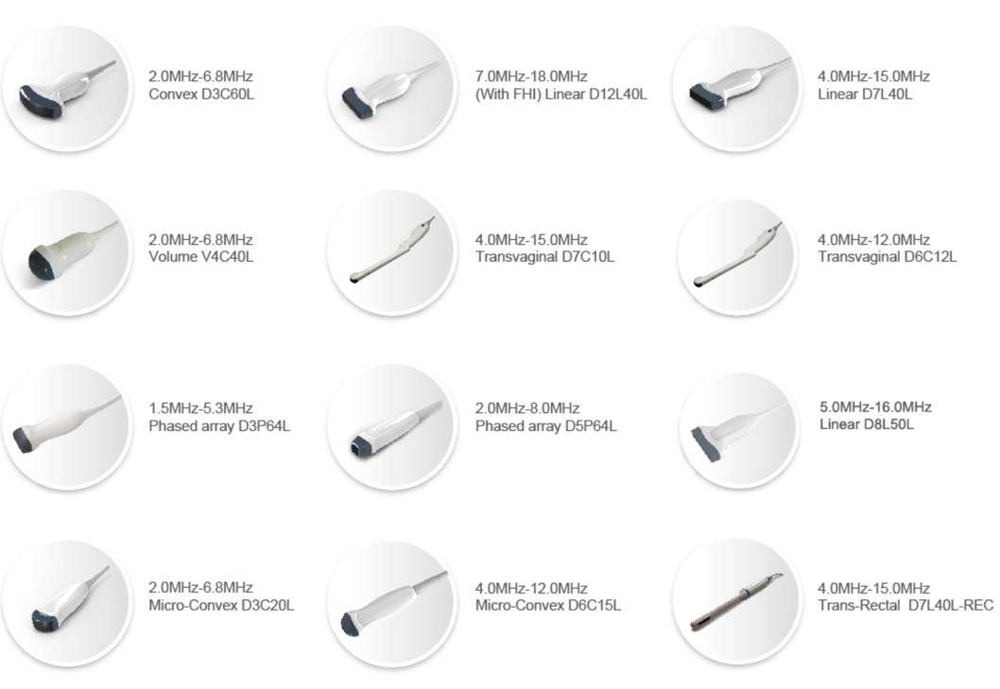 2.0MHz-6.8MHz
Convex D3C60L
7.0MHz-18.0MHz
(With FHI) Linear D12L40L
4.0MHz-15.0MHz
Linear D7L40L
2.0MHz-6.8MHz
Volume V4C40L
4.0MHz-15.0MHz
Transvaginal D7C10L
4.0MHz-12.0MHz
Transvaginal D6C12L
1.5MHz-5.3MHz
Phased array D3P64L
2.0MHz-8.0MHz
Phased array D5P64L
5.0MHz-16.0MHz
Linear D8L50L
2.0MHz-6.8MHz
Micro-Convex D3C20L
4.0MHz-12.0MHz
Micro-Convex D6C15L
4.0MHz-15.0MHz
Trans-Rectal D7L40L-REC